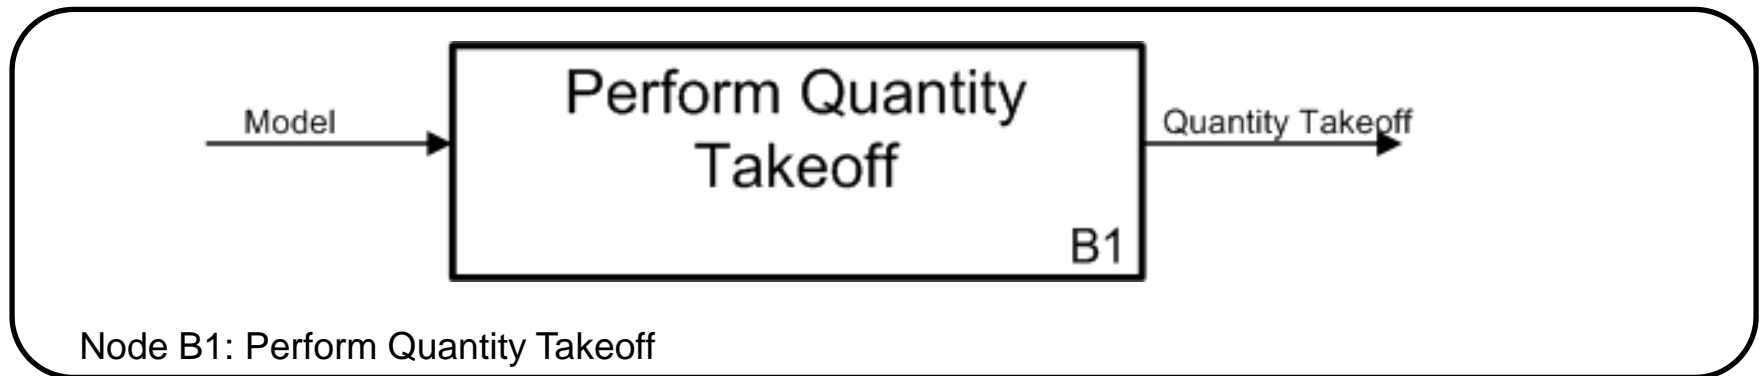 Perform Quantity
Takeoff
Model
Quantity Takeoff
B1
Node B1: Perform Quantity Takeoff